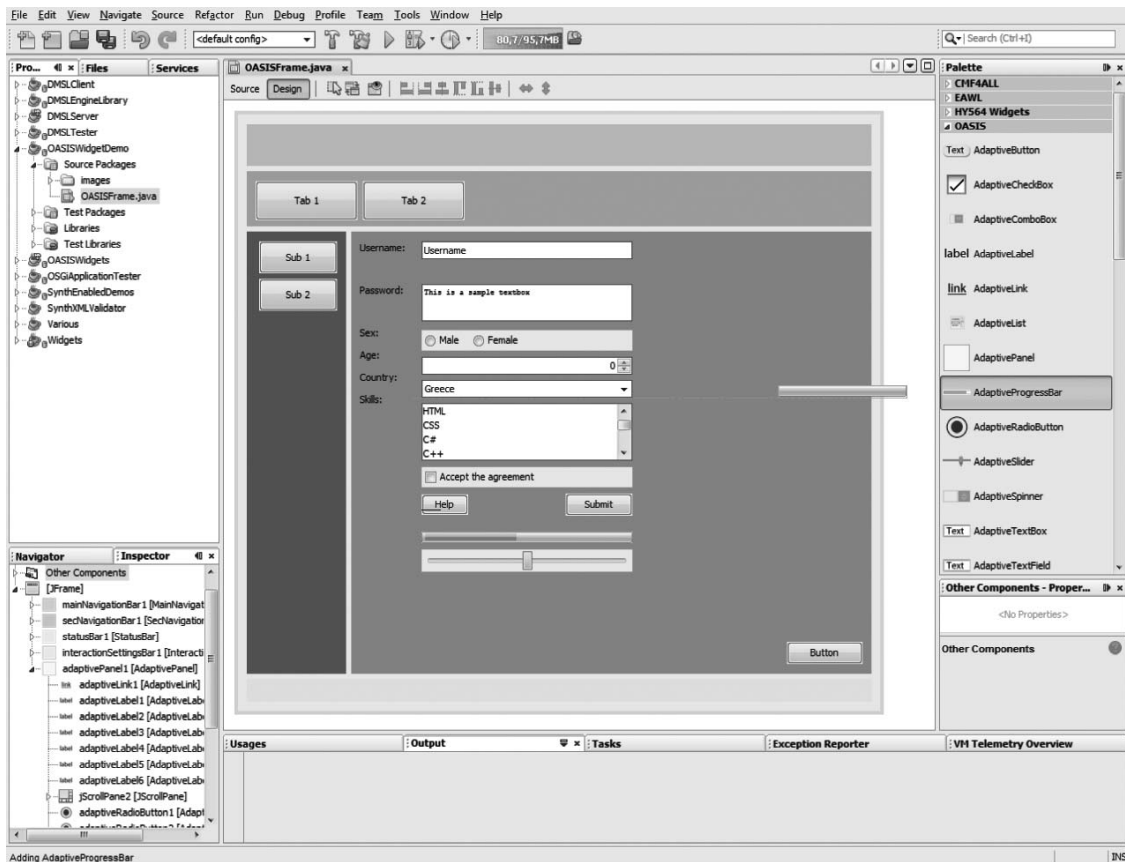 File Edit View Navigate Source Refactor Run Debug Profile Team Tools Window Help
<default config>
80,7/95,7MB
Search (Ctrl+I)
Pro... Files Services
DMSLClient
DMSLEngineLibrary
DMSLServer
DMSLTester
OASISWidgetDemo
Source Packages
images
OASISFrame.java
Test Packages
Libraries
Test Libraries
OASISWidgets
OSGiApplicationTester
SynthEnabledDemos
SynthXMLValidator
Various
Widgets
Navigator Inspector
Other Components
[JFrame]
mainNavigationBar1 [MainNavigat
secNavigationBar1 [SecNavigation
statusBar1 [StatusBar]
interactionSettingsBar1 [Interacti
adaptivePanel1 [AdaptivePanel]
link adaptiveLink1 [AdaptiveLink]
label adaptiveLabel1 [AdaptiveLab
label adaptiveLabel2 [AdaptiveLab
label adaptiveLabel3 [AdaptiveLab
label adaptiveLabel4 [AdaptiveLab
label adaptiveLabel5 [AdaptiveLab
label adaptiveLabel6 [AdaptiveLab
jScrollPane2 [JScrollPane]
adaptiveRadioButton1 [Adapt
OASISFrame.java
Source Design
Tab 1 Tab 2
Sub 1
Sub 2
Username: Username
Password: This is a sample textbox
Sex: Male Female
Age: 0
Country: Greece
Skills: HTML
CSS
C#
C++
Accept the agreement
Help Submit
Button
Usages Output Tasks Exception Reporter VM Telemetry Overview
Palette
CMF4ALL
EAWL
HY564 Widgets
OASIS
Text AdaptiveButton
AdaptiveCheckBox
AdaptiveComboBox
label AdaptiveLabel
link AdaptiveLink
AdaptiveList
AdaptivePanel
AdaptiveProgressBar
AdaptiveRadioButton
AdaptiveSlider
AdaptiveSpinner
Text AdaptiveTextBox
Text AdaptiveTextField
Other Components - Proper...
<No Properties>
Other Components
Adding AdaptiveProgressBar
INS